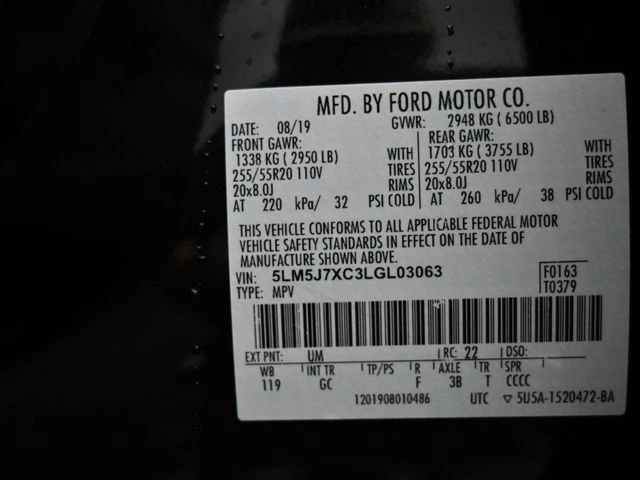 MFD. BY FORD MOTOR CO.
DATE: 08/19 GVWR: 2948 KG ( 6500 LB)
FRONT GAWR: REAR GAWR:
1338 KG ( 2950 LB) WITH 1703 KG ( 3755 LB) WITH
255/55R20 110V TIRES 255/55R20 110V TIRES
20x8.0J RIMS 20x8.0J RIMS
AT 220 kPa/ 32 PSI COLD AT 260 kPa/ 38 PSI COLD
THIS VEHICLE CONFORMS TO ALL APPLICABLE FEDERAL MOTOR
VEHICLE SAFETY STANDARDS IN EFFECT ON THE DATE OF
MANUFACTURE SHOWN ABOVE.
VIN: 5LM5J7XC3LGL03063 F0163
TYPE: MPV T0379
EXT PNT: UM RC: 22 DSO:
WB INT TR TP/PS R AXLE TR SPR
119 GC F 3B T CCCC
1201908010486 UTC ▽ 5U5A-1520472-BA